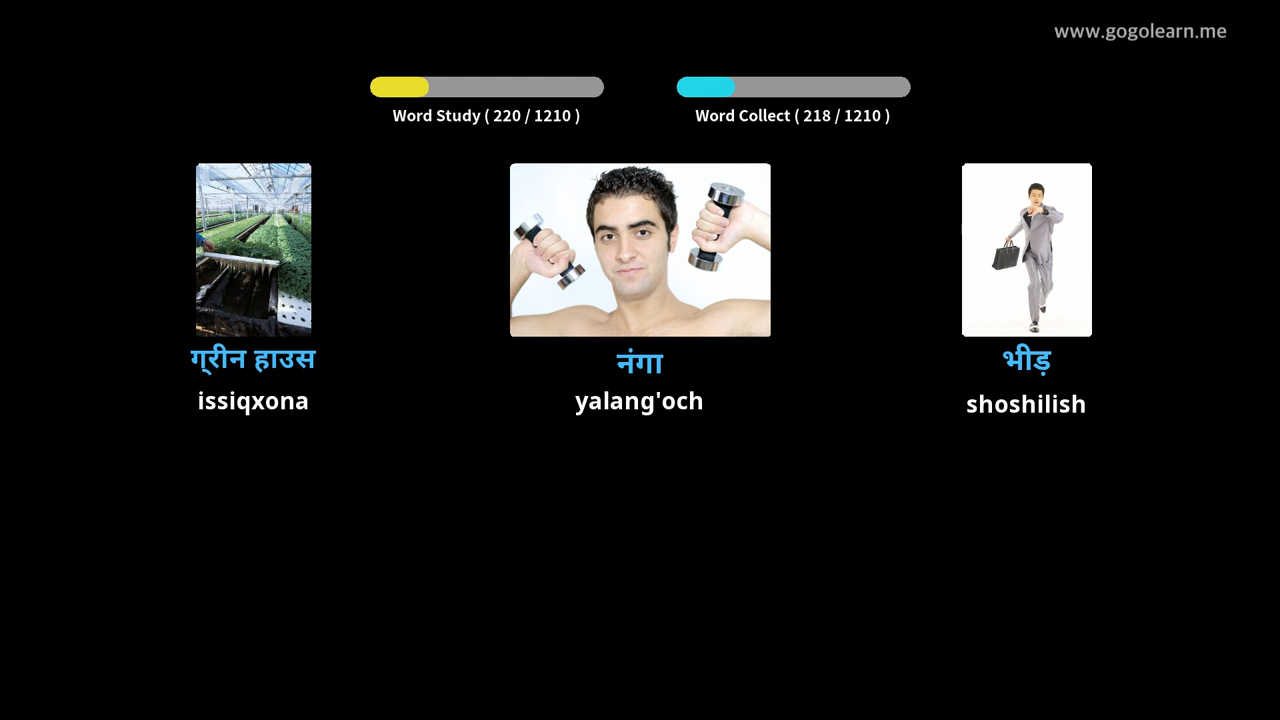 www.gogolearn.me
Word Study ( 220 / 1210 )
Word Collect ( 218 / 1210 )
ग्रीन हाउस
issiqxona
नंगा
yalang'och
भीड़
shoshilish